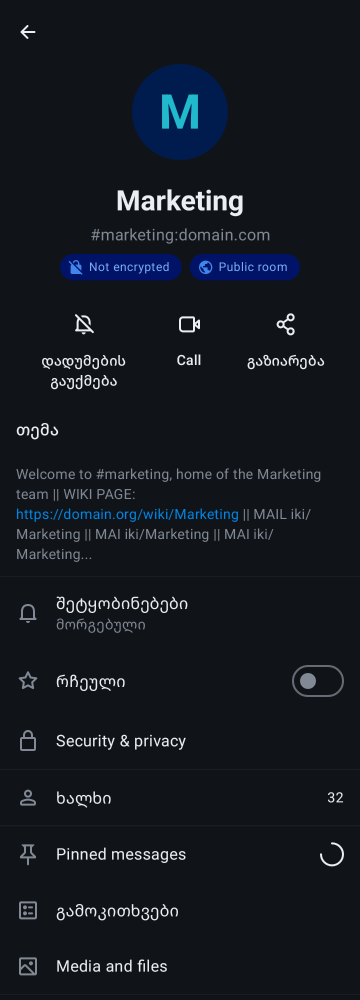 M
Marketing
#marketing:domain.com
Not encrypted
Public room
დადუმების
გაუქმება
Call
გაზიარება
თემა
Welcome to #marketing, home of the Marketing
team || WIKI PAGE:
https://domain.org/wiki/Marketing || MAIL iki/
Marketing || MAI iki/Marketing || MAI iki/
Marketing...
შეტყობინებები
მორგებული
რჩეული
Security & privacy
ხალხი
32
Pinned messages
გამოკითხვები
Media and files